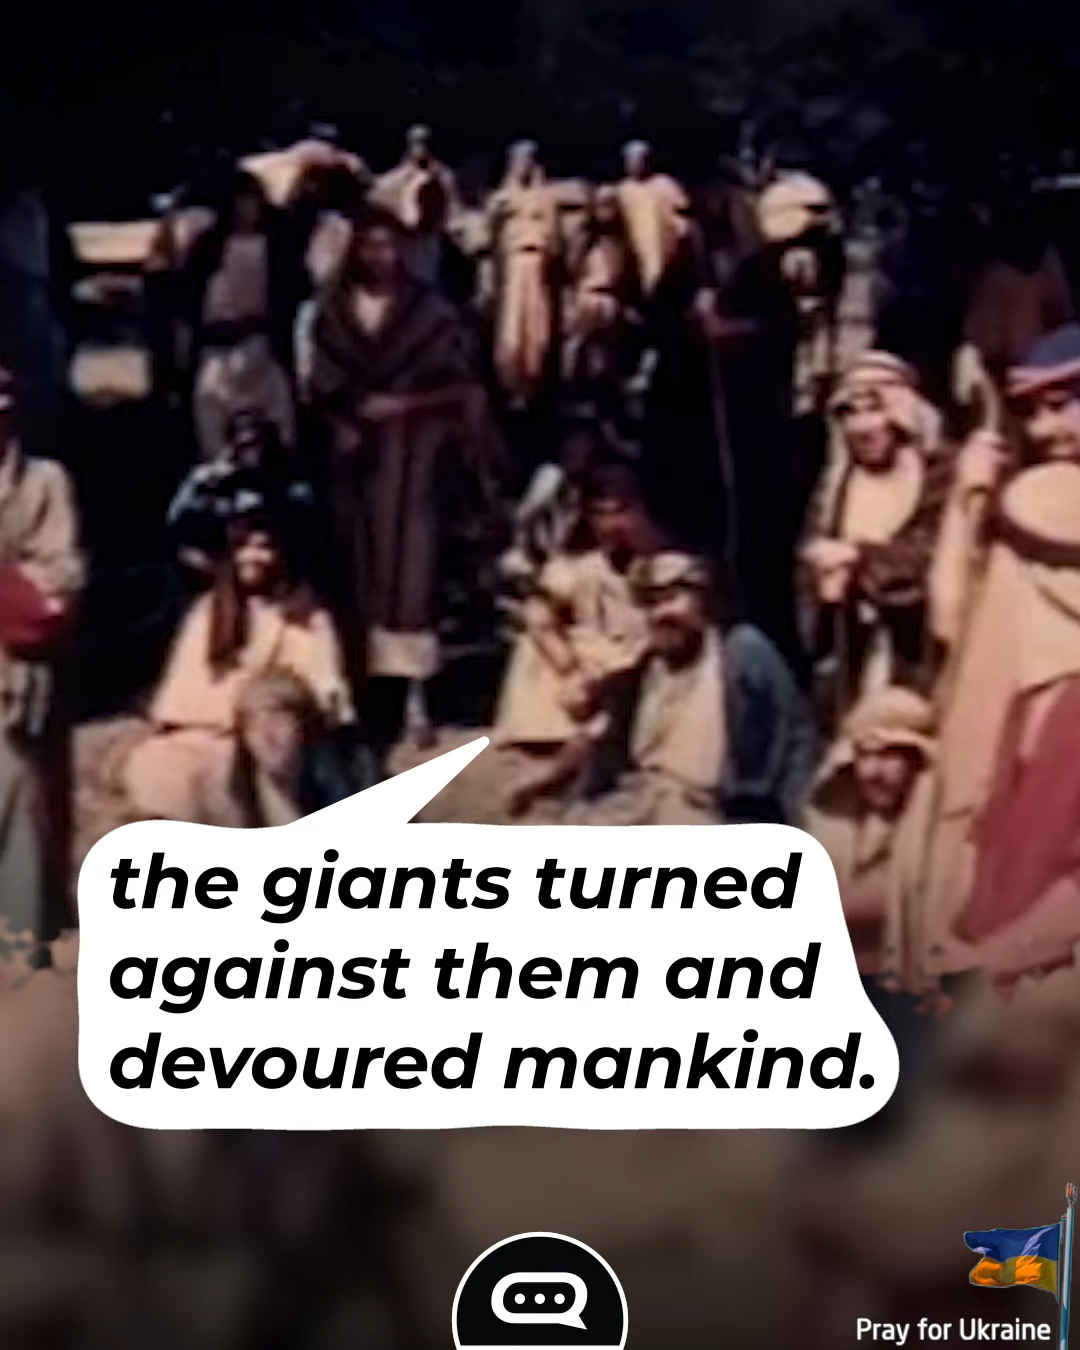 the giants turned
against them and
devoured mankind.
Pray for Ukraine